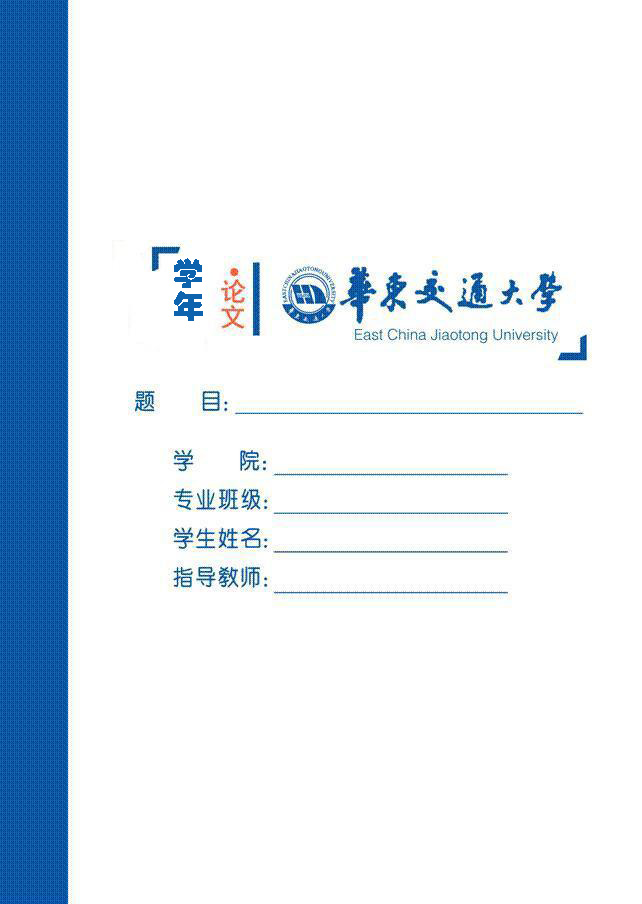 学年
·论文
華東交通大學
East China Jiaotong University
题 目:
学 院:
专业班级:
学生姓名:
指导教师: